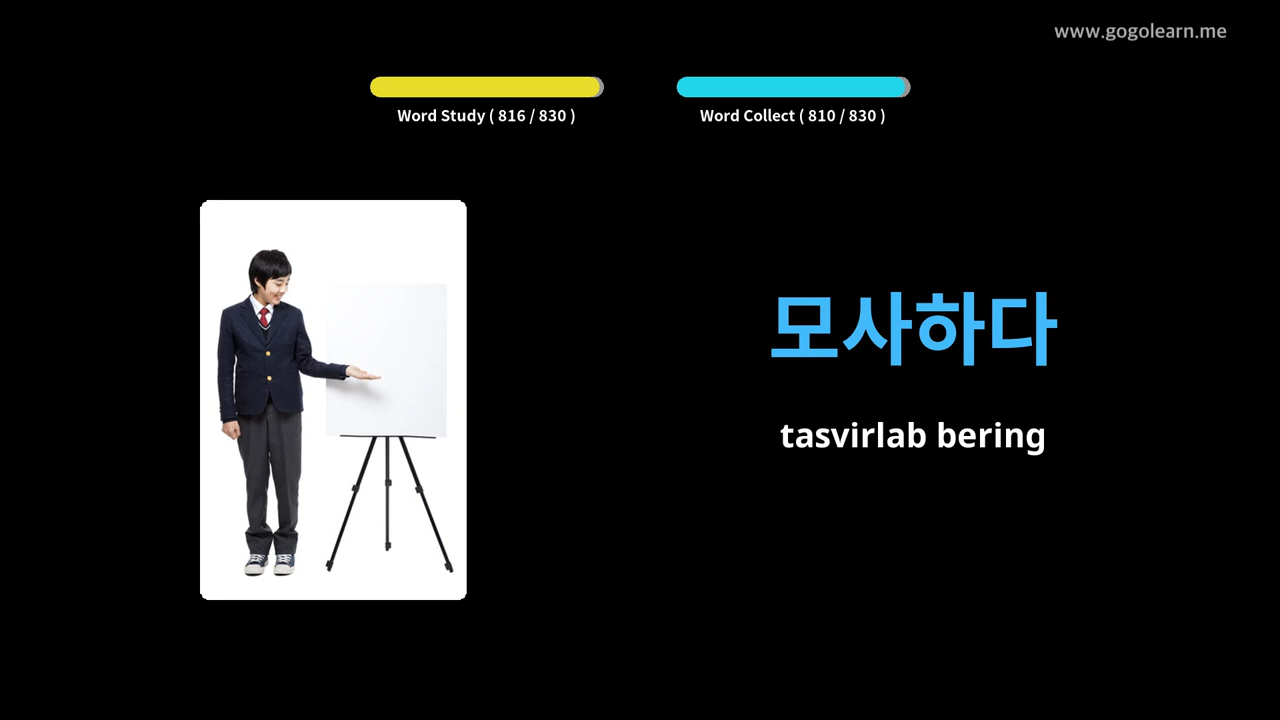 www.gogolearn.me
Word Study ( 816 / 830 )
Word Collect ( 810 / 830 )
모사하다
tasvirlab bering